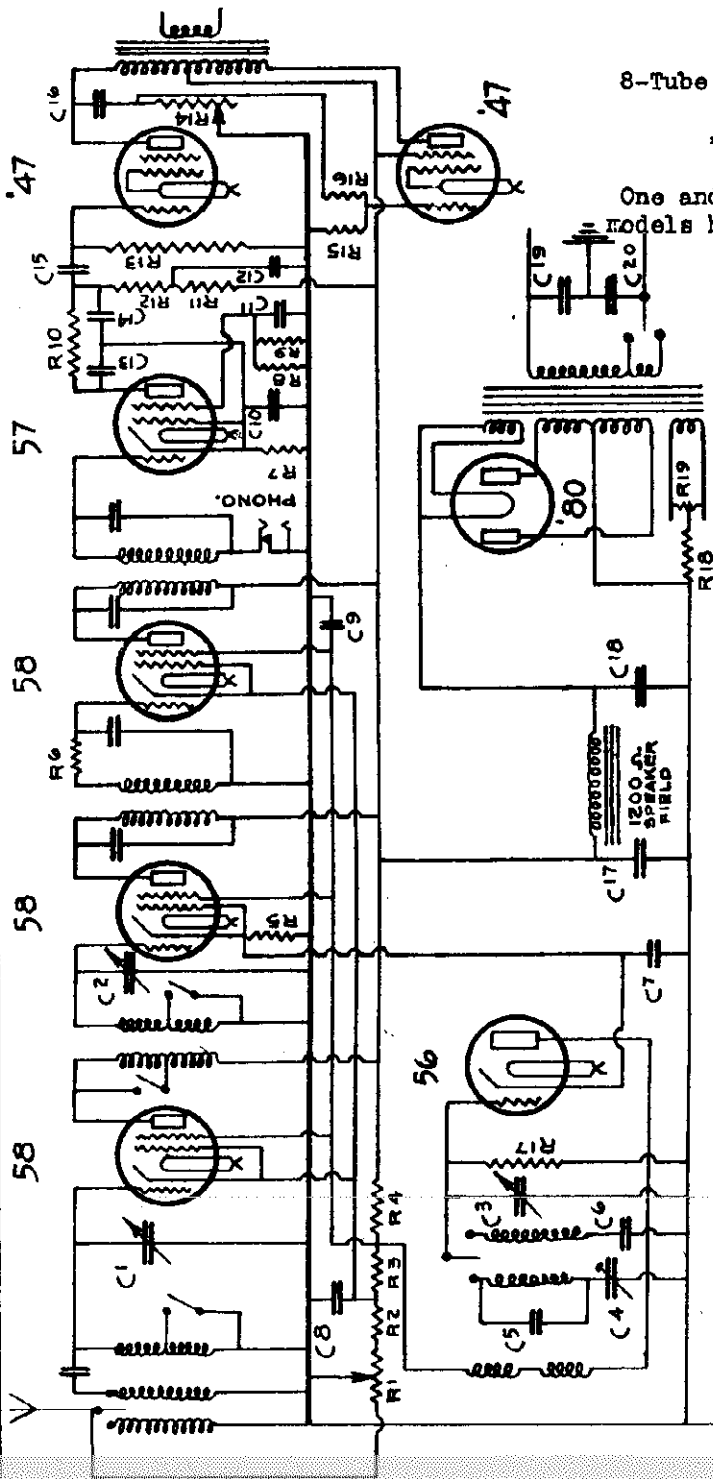 8-Tube
One and
models h
58
58
58
57
'47
C1
C2
R5
R6
PHONO.
R7
C10
R8
R9
C11
R10
C13
C14
R11
R12
C12
C15
R13
C16
R14
R15
R16
'47
C8
C9
R1
R2
R3
R4
56
C3
C4
C5
C6
R17
C7
C17
1200 Ω
SPEAKER
FIELD
C18
'80
R18
R19
C19
C20